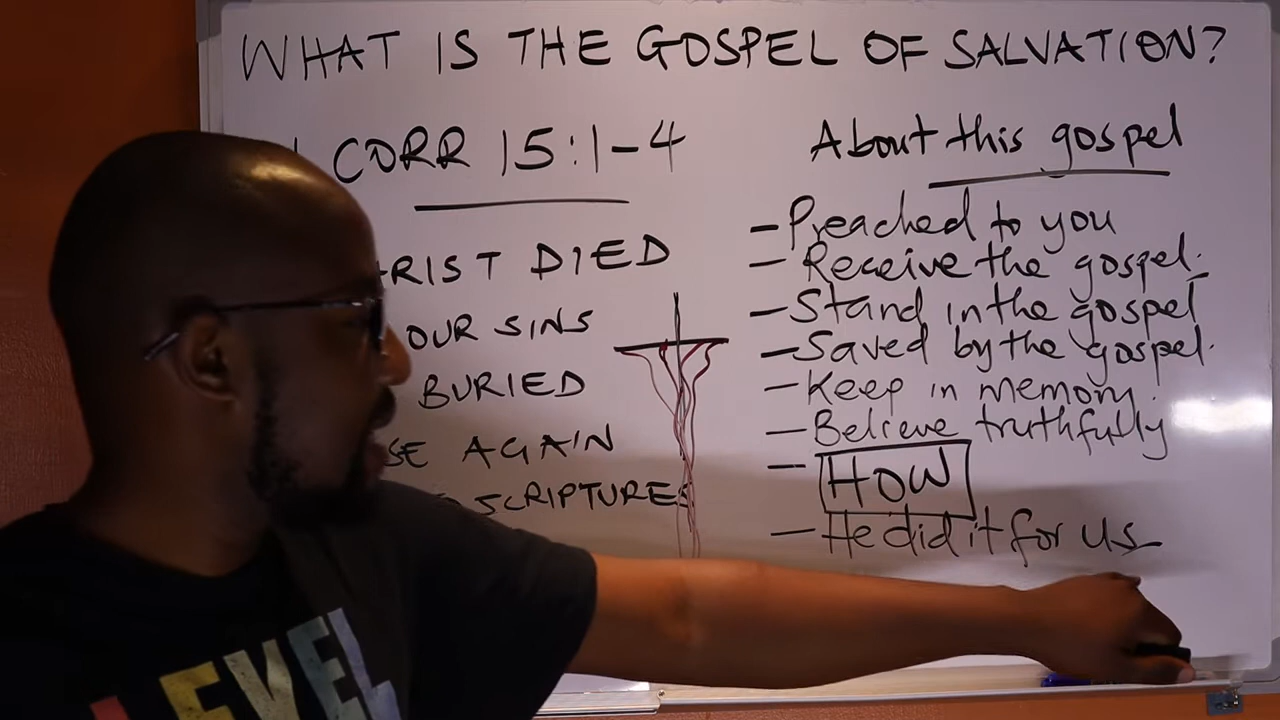 WHAT IS THE GOSPEL OF SALVATION?
CORR 15:1-4
RIST DIED
OUR SINS
BURIED
SE AGAIN
SCRIPTURES
About this gospel
- Preached to you
- Receive the gospel.
- Stand in the gospel
- Saved by the gospel.
- Keep in memory.
- Believe truthfully
- HOW
- He did it for us
LEVEL